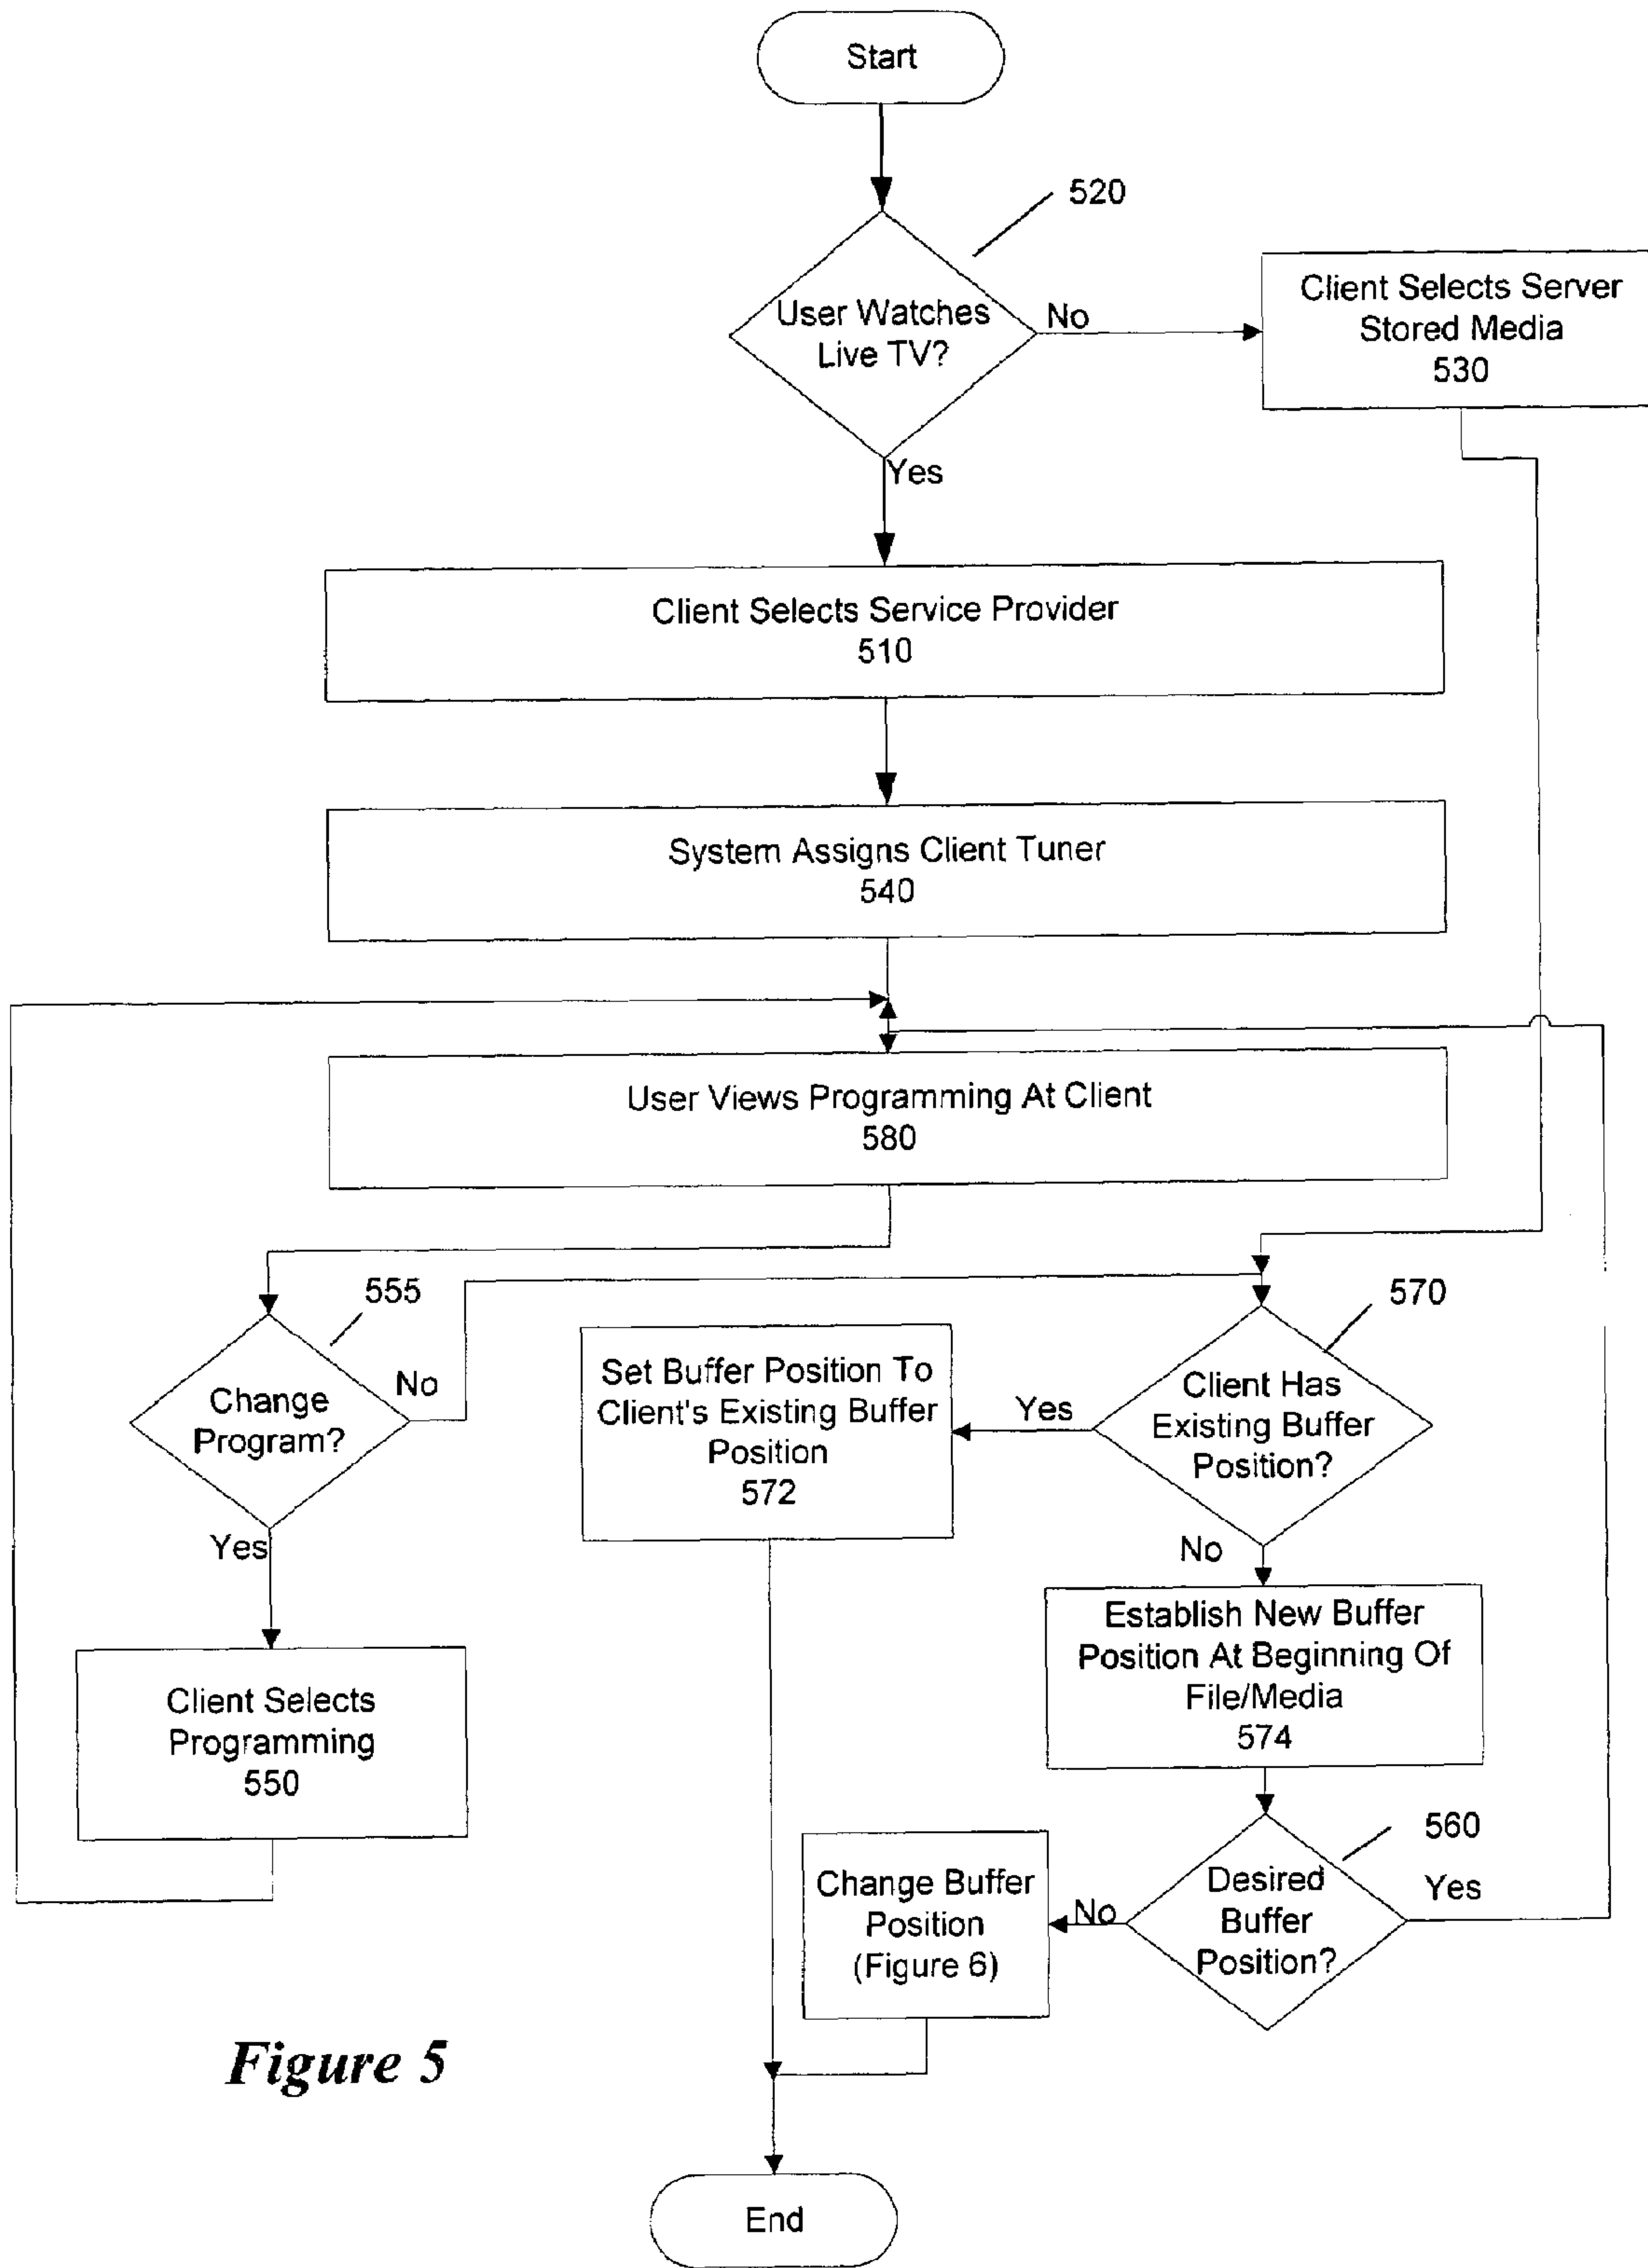 Start
520
User Watches
Live TV?
No
Client Selects Server
Stored Media
530
Yes
Client Selects Service Provider
510
System Assigns Client Tuner
540
User Views Programming At Client
580
555
Change
Program?
No
Yes
Set Buffer Position To
Client's Existing Buffer
Position
572
Yes
570
Client Has
Existing Buffer
Position?
No
Client Selects
Programming
550
Establish New Buffer
Position At Beginning Of
File/Media
574
560
Desired
Buffer
Position?
Yes
No
Change Buffer
Position
(Figure 6)
Figure 5
End